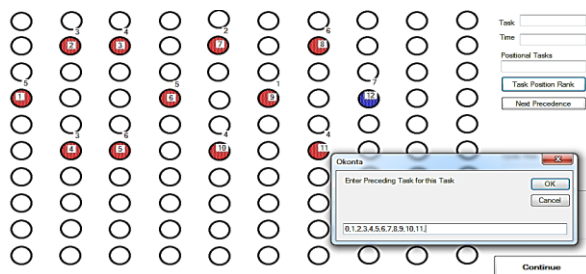 Task
3 4 2 6
2 3 7 8
Time
Positional Tasks
5 5 1 7
1 6 9 12
Task Position Rank
Next Precedence
3 6 4 4
4 5 10 11
Okonta
Enter Preceding Task for this Task
OK
Cancel
0,1,2,3,4,5,6,7,8,9,10,11,
Continue